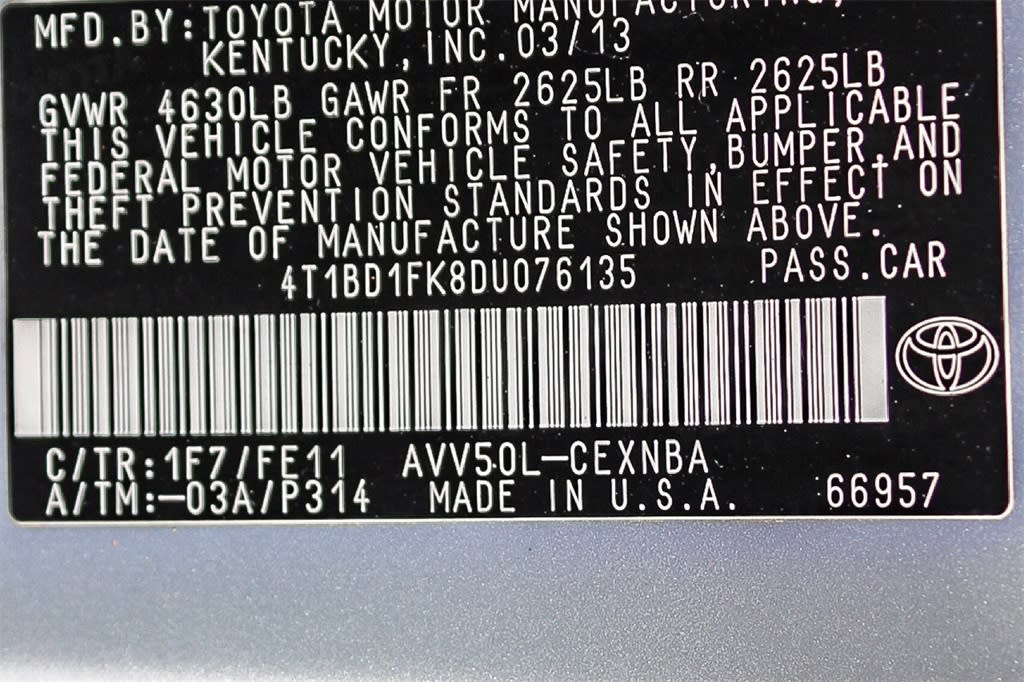 MFD.BY:TOYOTA MOTOR MANUFACTURING,
KENTUCKY,INC.03/13
GVWR 4630LB GAWR FR 2625LB RR 2625LB
THIS VEHICLE CONFORMS TO ALL APPLICABLE
FEDERAL MOTOR VEHICLE SAFETY,BUMPER,AND
THEFT PREVENTION STANDARDS IN EFFECT ON
THE DATE OF MANUFACTURE SHOWN ABOVE.
4T1BD1FK8DU076135 PASS.CAR
C/TR:1F7/FE11 AVV50L-CEXNBA
A/TM:-03A/P314 MADE IN U.S.A. 66957